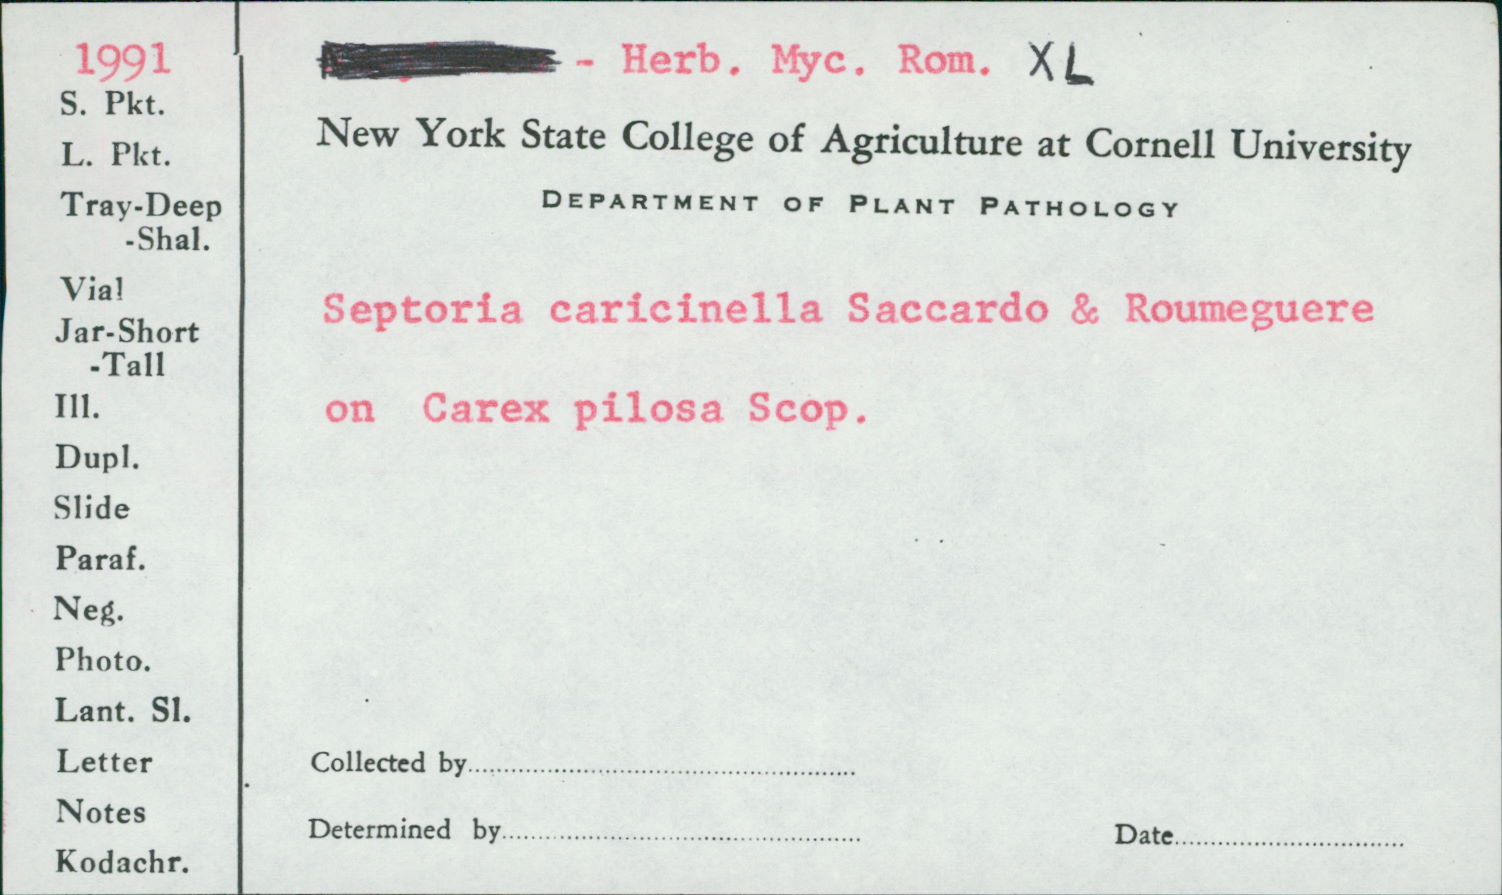 1991
S. Pkt.
L. Pkt.
Tray-Deep
-Shal.
Vial
Jar-Short
-Tall
Ill.
Dupl.
Slide
Paraf.
Neg.
Photo.
Lant. Sl.
Letter
Notes
Kodachr.
- Herb. Myc. Rom. XL
New York State College of Agriculture at Cornell University
DEPARTMENT OF PLANT PATHOLOGY
Septoria caricinella Saccardo & Roumeguere
on Carex pilosa Scop.
Collected by
Determined by
Date